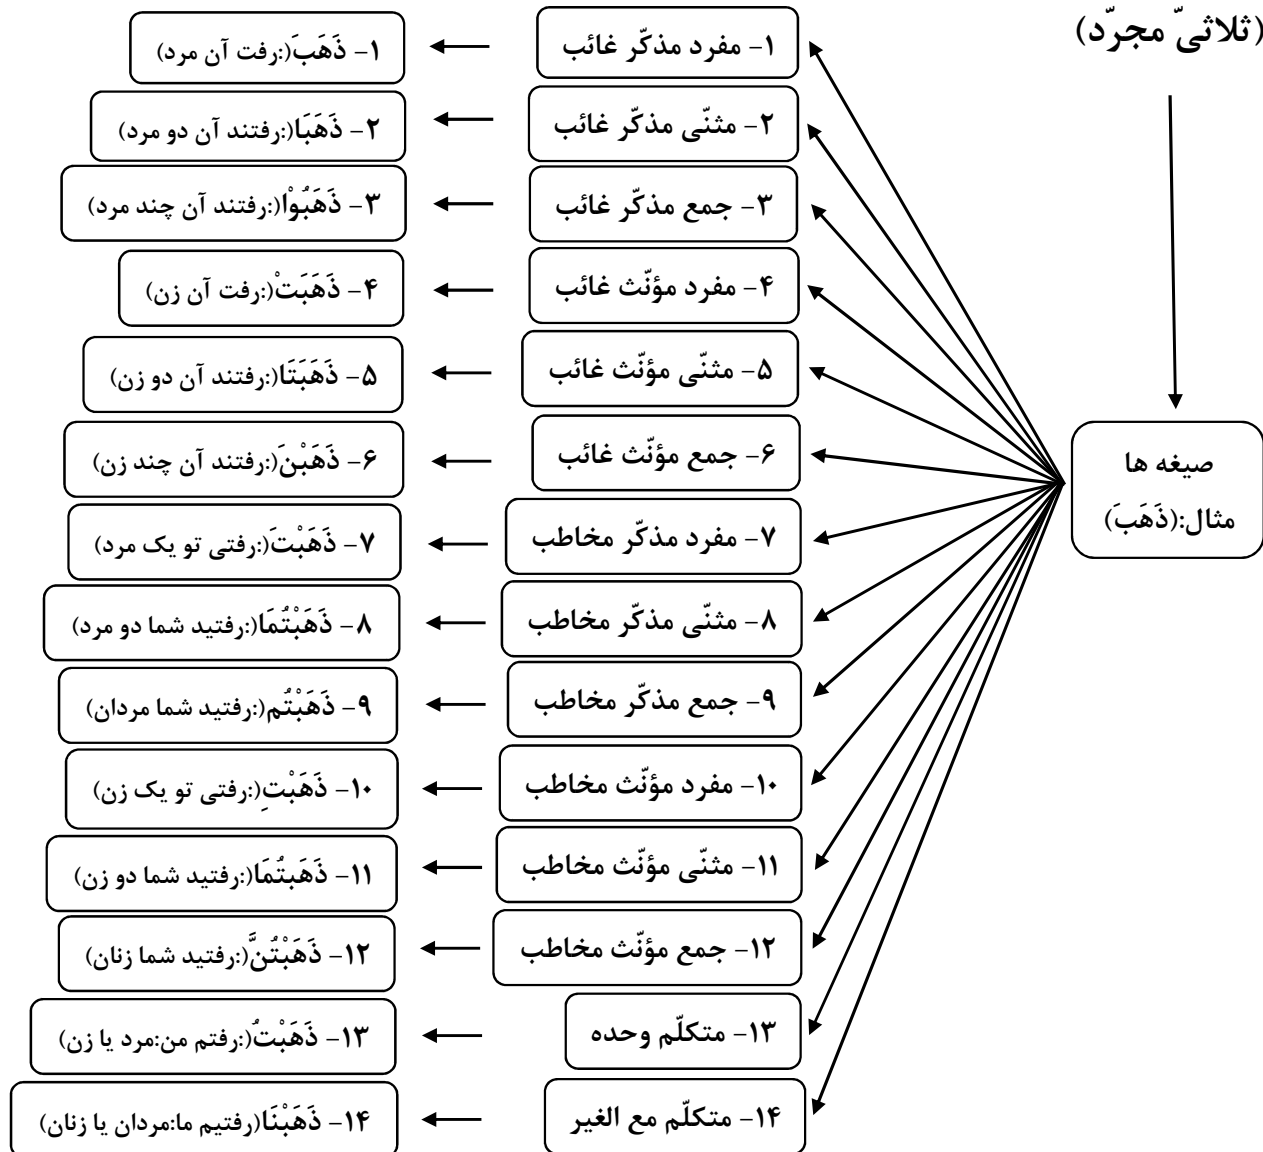 (ثلاثیّ مجرّد)
صیغه ها
مثال:(ذَهَبَ)
۱- مفرد مذکّر غائب
۱- ذَهَبَ(:رفت آن مرد)
۲- مثنّی مذکّر غائب
۲- ذَهَبَا(:رفتند آن دو مرد)
۳- جمع مذکّر غائب
۳- ذَهَبُوْا(:رفتند آن چند مرد)
۴- مفرد مؤنّث غائب
۴- ذَهَبَتْ(:رفت آن زن)
۵- مثنّی مؤنّث غائب
۵- ذَهَبَتَا(:رفتند آن دو زن)
۶- جمع مؤنّث غائب
۶- ذَهَبْنَ(:رفتند آن چند زن)
۷- مفرد مذکّر مخاطب
۷- ذَهَبْتَ(:رفتی تو یک مرد)
۸- مثنّی مذکّر مخاطب
۸- ذَهَبْتُمَا(:رفتید شما دو مرد)
۹- جمع مذکّر مخاطب
۹- ذَهَبْتُم(:رفتید شما مردان)
۱۰- مفرد مؤنّث مخاطب
۱۰- ذَهَبْتِ(:رفتی تو یک زن)
۱۱- مثنّی مؤنّث مخاطب
۱۱- ذَهَبتُمَا(:رفتید شما دو زن)
۱۲- جمع مؤنّث مخاطب
۱۲- ذَهَبْتُنَّ(:رفتید شما زنان)
۱۳- متکلّم وحده
۱۳- ذَهَبْتُ(:رفتم من:مرد یا زن)
۱۴- متکلّم مع الغیر
۱۴- ذَهَبْنَا(رفتیم ما:مردان یا زنان)